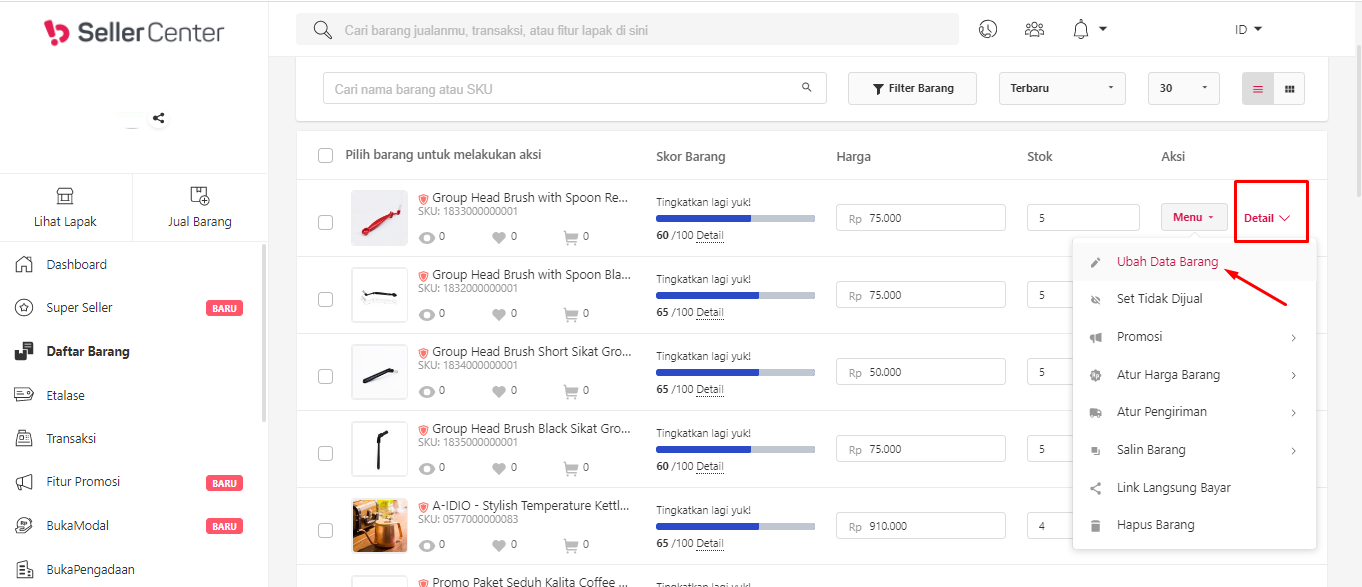 SellerCenter
Cari barang jualanmu, transaksi, atau fitur lapak di sini
ID
Lihat Lapak
Jual Barang
Dashboard
Super Seller BARU
Daftar Barang
Etalase
Transaksi
Fitur Promosi BARU
BukaModal BARU
BukaPengadaan
Cari nama barang atau SKU
Filter Barang
Terbaru
30
Pilih barang untuk melakukan aksi Skor Barang Harga Stok Aksi
Group Head Brush with Spoon Re...
SKU: 1833000000001
0 0 0
Tingkatkan lagi yuk!
60 /100 Detail
Rp 75.000
5
Menu
Detail
Group Head Brush with Spoon Bla...
SKU: 1832000000001
0 0 0
Tingkatkan lagi yuk!
65 /100 Detail
Rp 75.000
5
Group Head Brush Short Sikat Gro...
SKU: 1834000000001
0 0 0
Tingkatkan lagi yuk!
65 /100 Detail
Rp 50.000
5
Group Head Brush Black Sikat Gro...
SKU: 1835000000001
0 0 0
Tingkatkan lagi yuk!
60 /100 Detail
Rp 75.000
5
A-IDIO - Stylish Temperature Kettl...
SKU: 0577000000083
0 0 0
Tingkatkan lagi yuk!
65 /100 Detail
Rp 910.000
4
Promo Paket Seduh Kalita Coffee ...
Tingkatkan lagi yuk!
Ubah Data Barang
Set Tidak Dijual
Promosi
Atur Harga Barang
Atur Pengiriman
Salin Barang
Link Langsung Bayar
Hapus Barang